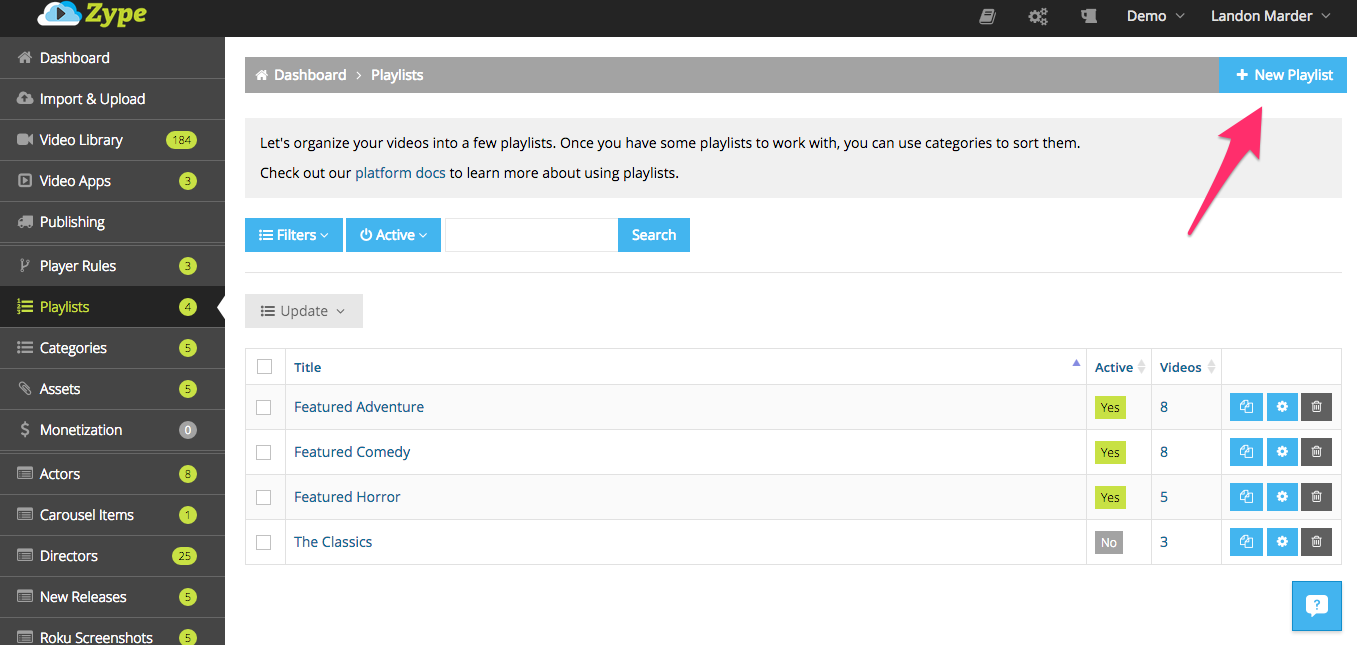 Zype
Demo
Landon Marder
Dashboard
Import & Upload
Video Library 184
Video Apps 3
Publishing
Player Rules 3
Playlists 4
Categories 5
Assets 5
Monetization 0
Actors 8
Carousel Items 1
Directors 25
New Releases 5
Roku Screenshots 5
Dashboard > Playlists
+ New Playlist
Let's organize your videos into a few playlists. Once you have some playlists to work with, you can use categories to sort them.
Check out our platform docs to learn more about using playlists.
Filters
Active
Search
Update
Title Active Videos
Featured Adventure Yes 8
Featured Comedy Yes 8
Featured Horror Yes 5
The Classics No 3
?